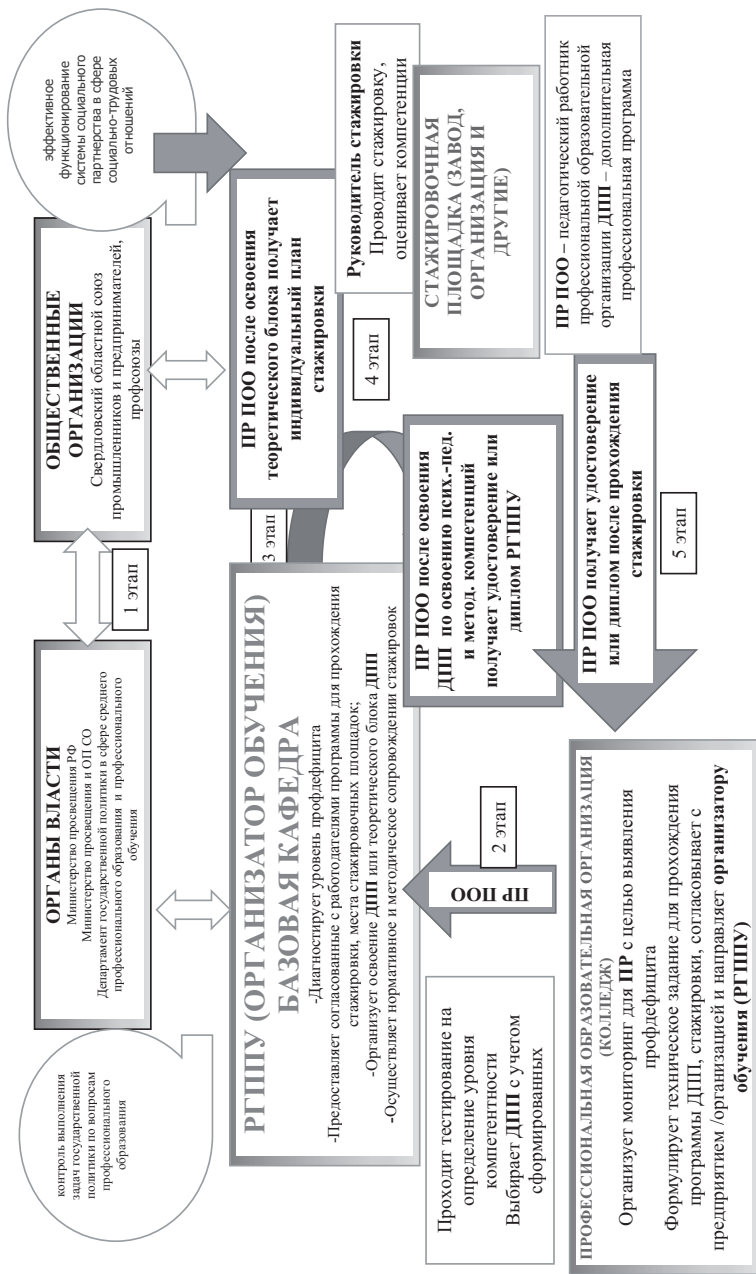 контроль выполнения
задач государственной
политики по вопросам
профессионального
образования
ОРГАНЫ ВЛАСТИ
Министерство просвещения РФ
Министерство просвещения и ОП СО
Департамент государственной политики в сфере среднего
профессионального образования и профессионального
обучения
1 этап
ОБЩЕСТВЕННЫЕ
ОРГАНИЗАЦИИ
Свердловский областной союз
промышленников и предпринимателей,
профсоюзы
эффективное
функционирование
системы социального
партнерства в сфере
социально-трудовых
отношений
РГППУ (ОРГАНИЗАТОР ОБУЧЕНИЯ)
БАЗОВАЯ КАФЕДРА
-Диагностирует уровень профдефицита
-Предоставляет согласованные с работодателями программы для прохождения
стажировки, места стажировочных площадок;
-Организует освоение ДПП или теоретического блока ДПП
-Осуществляет нормативное и методическое сопровождении стажировок
3 этап
ПР ПОО после освоения
теоретического блока получает
индивидуальный план
стажировки
4 этап
Руководитель стажировки
Проводит стажировку,
оценивает компетенции
СТАЖИРОВОЧНАЯ
ПЛОЩАДКА (ЗАВОД,
ОРГАНИЗАЦИЯ И
ДРУГИЕ
ПР ПОО после освоения
ДПП по освоению псих.-пед.
и метод. компетенций
получает удостоверение или
диплом РГППУ
Проходит тестирование на
определение уровня
компетентности
Выбирает ДПП с учетом
сформированных
ПР ПОО
2 этап
ПР ПОО – педагогический работник
профессиональной образовательной
организации ДПП – дополнительная
профессиональная программа
ПР ПОО получает удостоверение
или диплом после прохождения
стажировки
5 этап
ПРОФЕССИОНАЛЬНАЯ ОБРАЗОВАТЕЛЬНАЯ ОРГАНИЗАЦИЯ
(КОЛЛЕДЖ)
Организует мониторинг для ПР с целью выявления
профдефицита
Формулирует техническое задание для прохождения
программы ДПП, стажировки, согласовывает с
предприятием /организацией и направляет организатору
обучения (РГППУ)